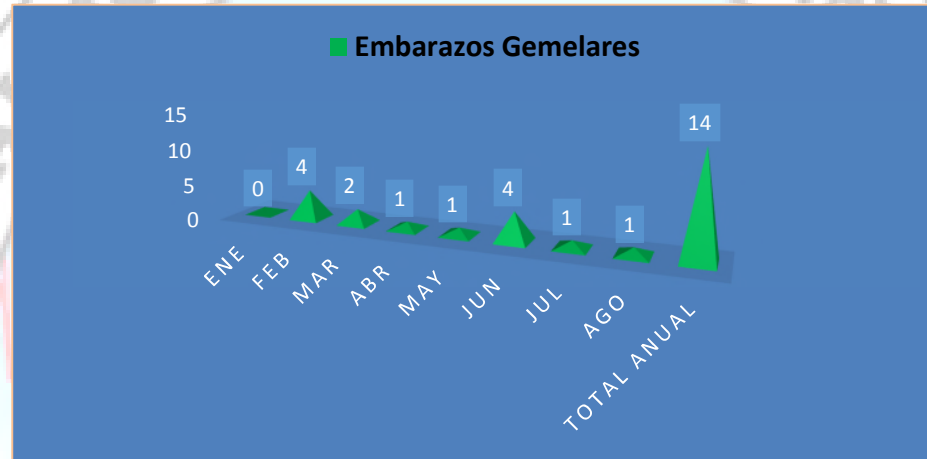 Embarazos Gemelares
15
10
5
0
0
4
2
1
1
4
1
1
14
ENE
FEB
MAR
ABR
MAY
JUN
JUL
AGO
TOTAL ANUAL